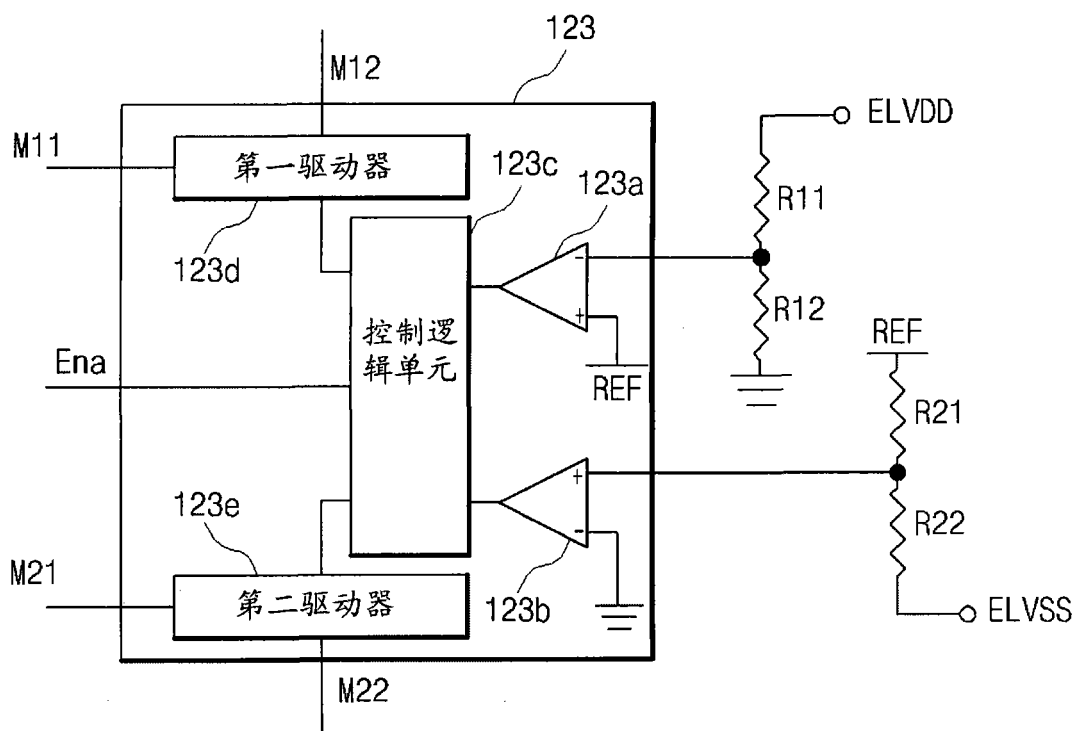 123
M12
ELVDD
M11
第一驱动器
123c
123a
R11
123d
-
R12
+
控制逻
辑单元
REF
REF
Ena
R21
+
123e
R22
-
M21
第二驱动器
123b
ELVSS
M22